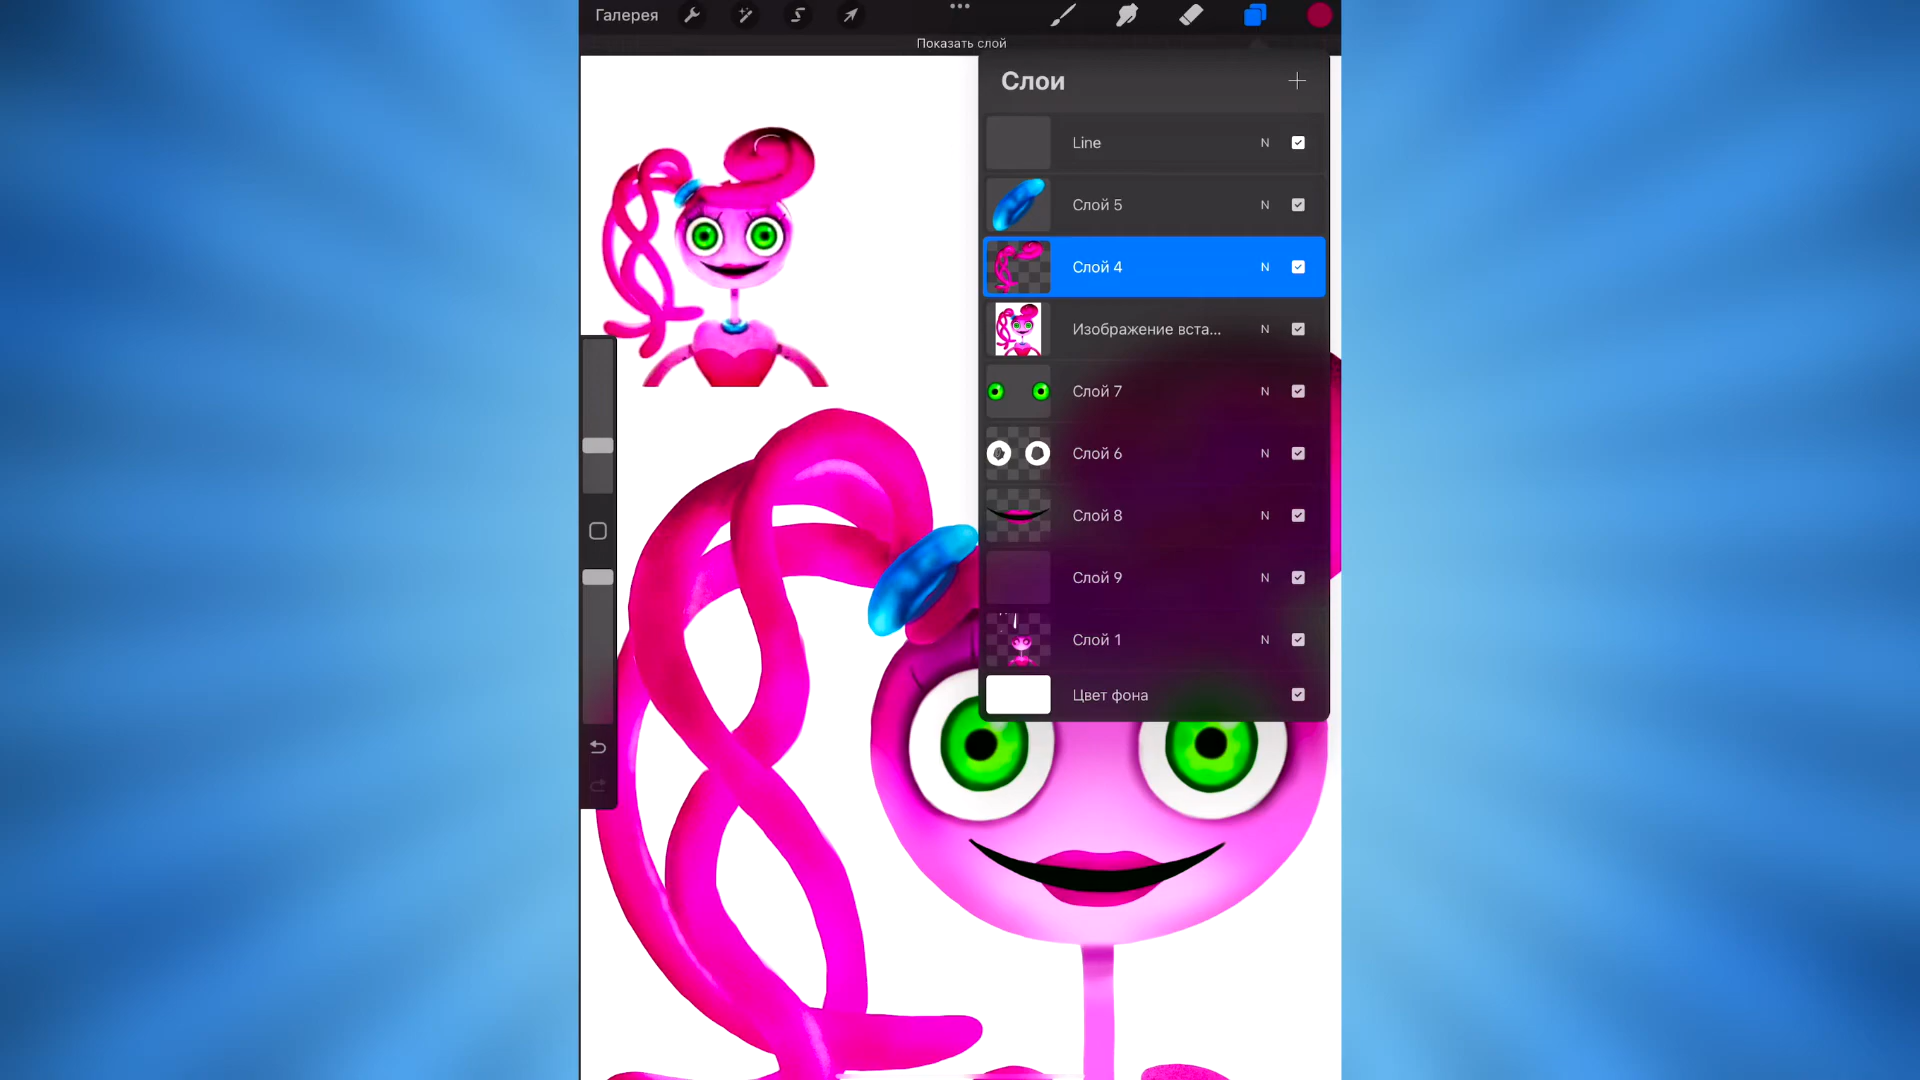 Галерея
Показать слой
Слои
Line N
Слой 5 N
Слой 4 N
Изображение вста... N
Слой 7 N
Слой 6 N
Слой 8 N
Слой 9 N
Слой 1 N
Цвет фона